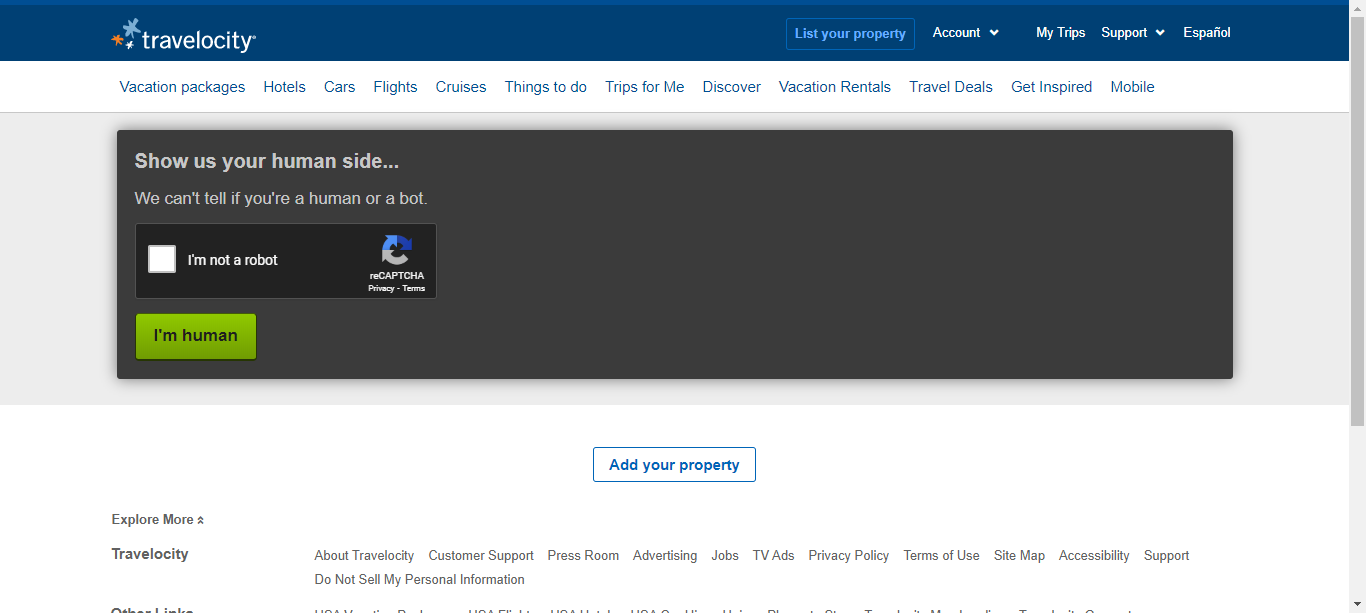 travelocity
List your property Account My Trips Support Español
Vacation packages Hotels Cars Flights Cruises Things to do Trips for Me Discover Vacation Rentals Travel Deals Get Inspired Mobile
Show us your human side...
We can't tell if you're a human or a bot.
I'm not a robot
reCAPTCHA
Privacy - Terms
I'm human
Add your property
Explore More
Travelocity About Travelocity Customer Support Press Room Advertising Jobs TV Ads Privacy Policy Terms of Use Site Map Accessibility Support
Do Not Sell My Personal Information
Other Links